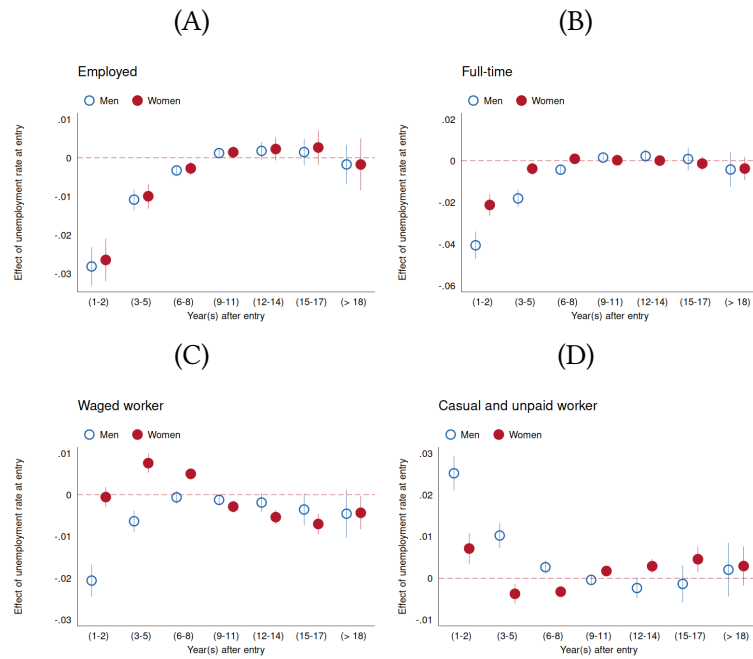 (A)
Employed
Men Women
Effect of unemployment rate at entry
.01
0
-.01
-.02
-.03
(1-2) (3-5) (6-8) (9-11) (12-14) (15-17) (> 18)
Year(s) after entry
(B)
Full-time
Men Women
Effect of unemployment rate at entry
.02
0
-.02
-.04
-.06
(1-2) (3-5) (6-8) (9-11) (12-14) (15-17) (> 18)
Year(s) after entry
(C)
Waged worker
Men Women
Effect of unemployment rate at entry
.01
0
-.01
-.02
-.03
(1-2) (3-5) (6-8) (9-11) (12-14) (15-17) (> 18)
Year(s) after entry
(D)
Casual and unpaid worker
Men Women
Effect of unemployment rate at entry
.03
.02
.01
0
-.01
(1-2) (3-5) (6-8) (9-11) (12-14) (15-17) (> 18)
Year(s) after entry